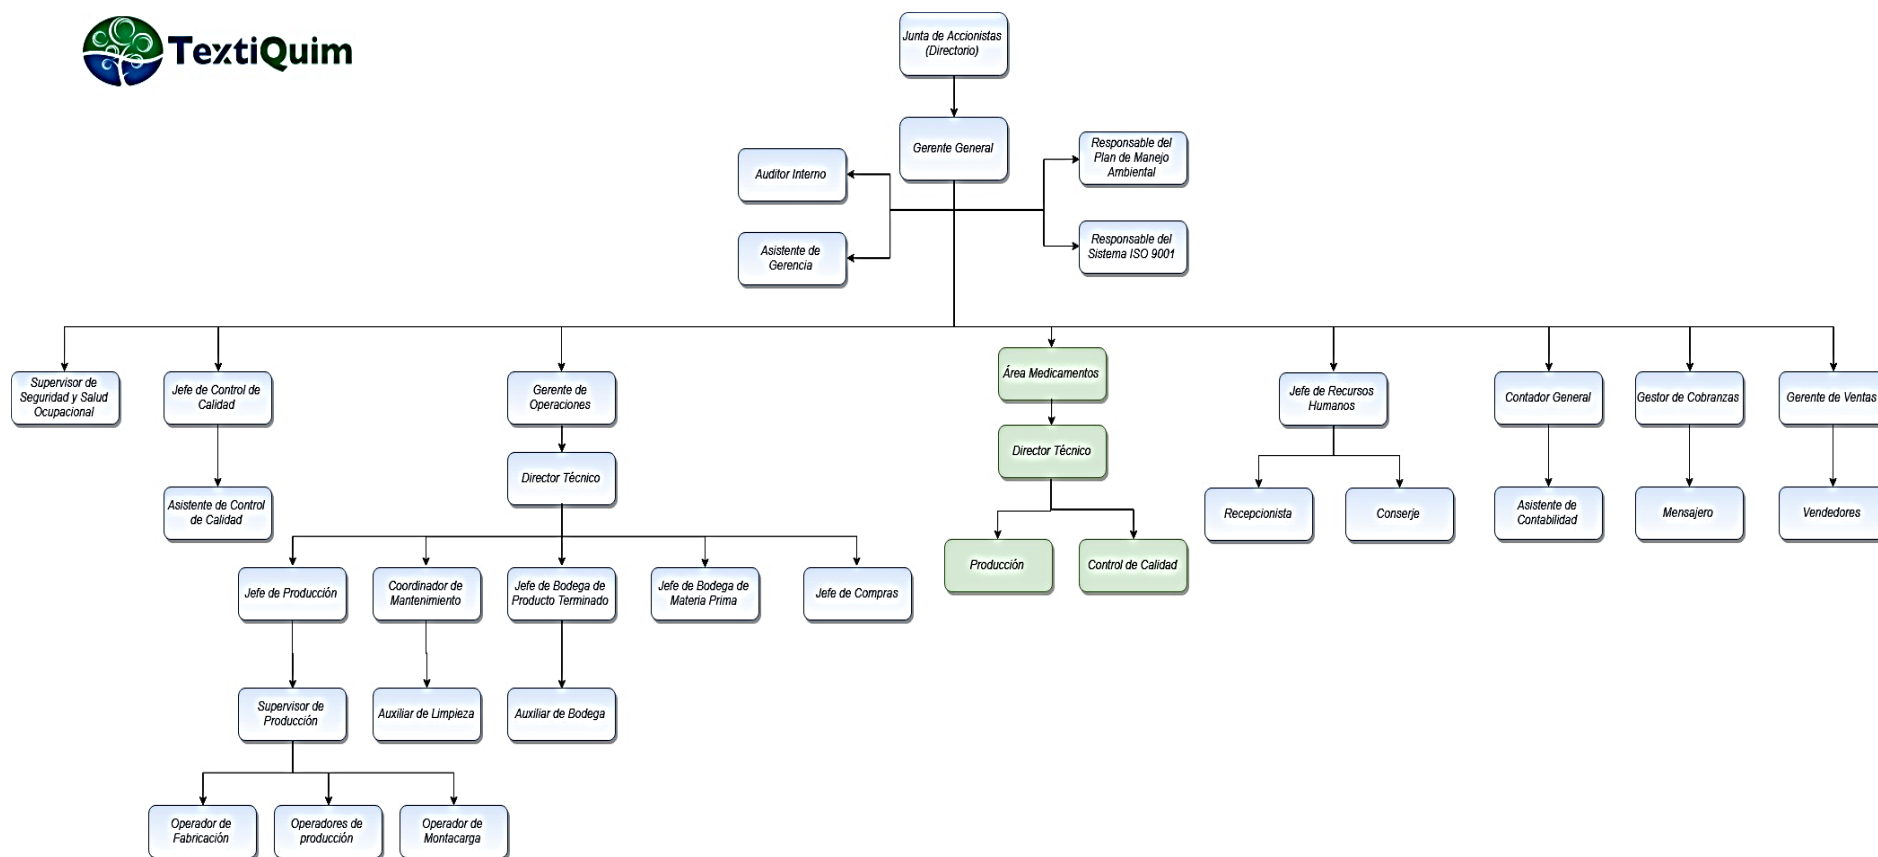 TextiQuim
Junta de Accionistas
(Directorio)
Gerente General
Auditor Interno
Responsable del
Plan de Manejo
Ambiental
Asistente de
Gerencia
Responsable del
Sistema ISO 9001
Supervisor de
Seguridad y Salud
Ocupacional
Jefe de Control de
Calidad
Gerente de
Operaciones
Área Medicamentos
Jefe de Recursos
Humanos
Contador General
Gestor de Cobranzas
Gerente de Ventas
Director Técnico
Director Técnico
Asistente de Control
de Calidad
Recepcionista
Conserje
Asistente de
Contabilidad
Mensajero
Vendedores
Producción
Control de Calidad
Jefe de Producción
Coordinador de
Mantenimiento
Jefe de Bodega de
Producto Terminado
Jefe de Bodega de
Materia Prima
Jefe de Compras
Supervisor de
Producción
Auxiliar de Limpieza
Auxiliar de Bodega
Operador de
Fabricación
Operadores de
producción
Operador de
Montacarga